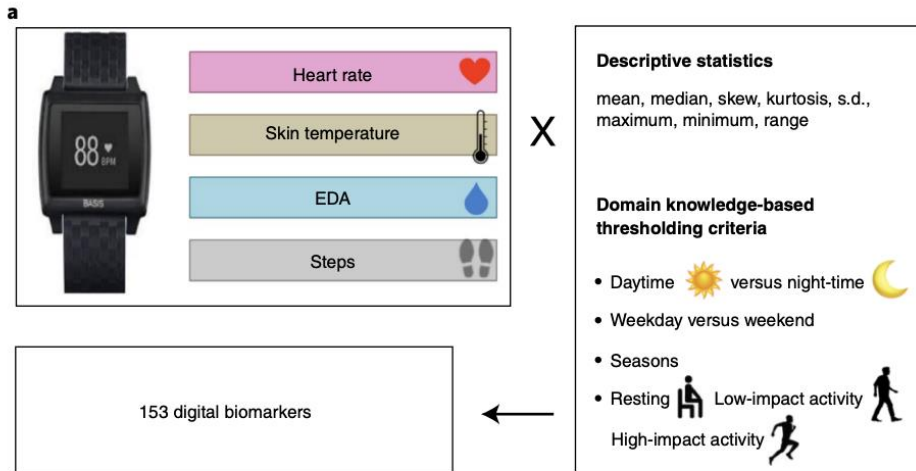 a
88
BPM
BASIS
Heart rate
Skin temperature
EDA
Steps
X
Descriptive statistics
mean, median, skew, kurtosis, s.d.,
maximum, minimum, range
Domain knowledge-based
thresholding criteria
• Daytime versus night-time
• Weekday versus weekend
• Seasons
• Resting Low-impact activity
High-impact activity
153 digital biomarkers